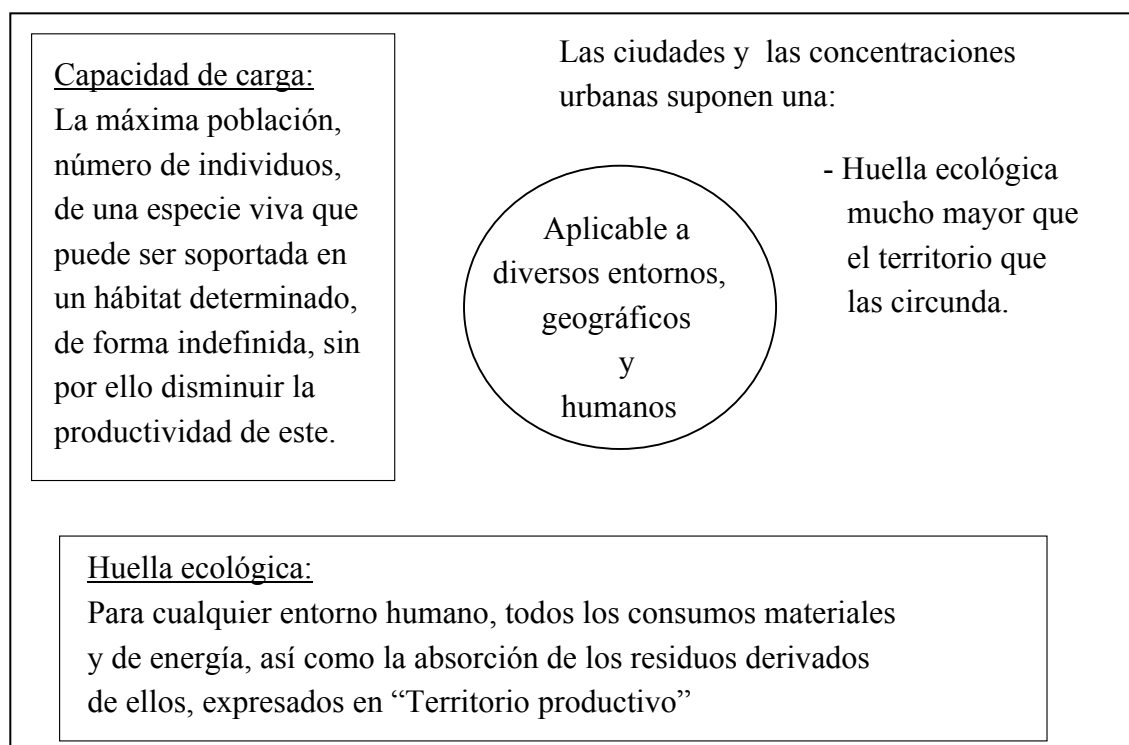 Capacidad de carga:
La máxima población,
número de individuos,
de una especie viva que
puede ser soportada en
un hábitat determinado,
de forma indefinida, sin
por ello disminuir la
productividad de este.
Las ciudades y las concentraciones
urbanas suponen una:
- Huella ecológica
mucho mayor que
el territorio que
las circunda.
Aplicable a
diversos entornos,
geográficos
y
humanos
Huella ecológica:
Para cualquier entorno humano, todos los consumos materiales
y de energía, así como la absorción de los residuos derivados
de ellos, expresados en “Territorio productivo”